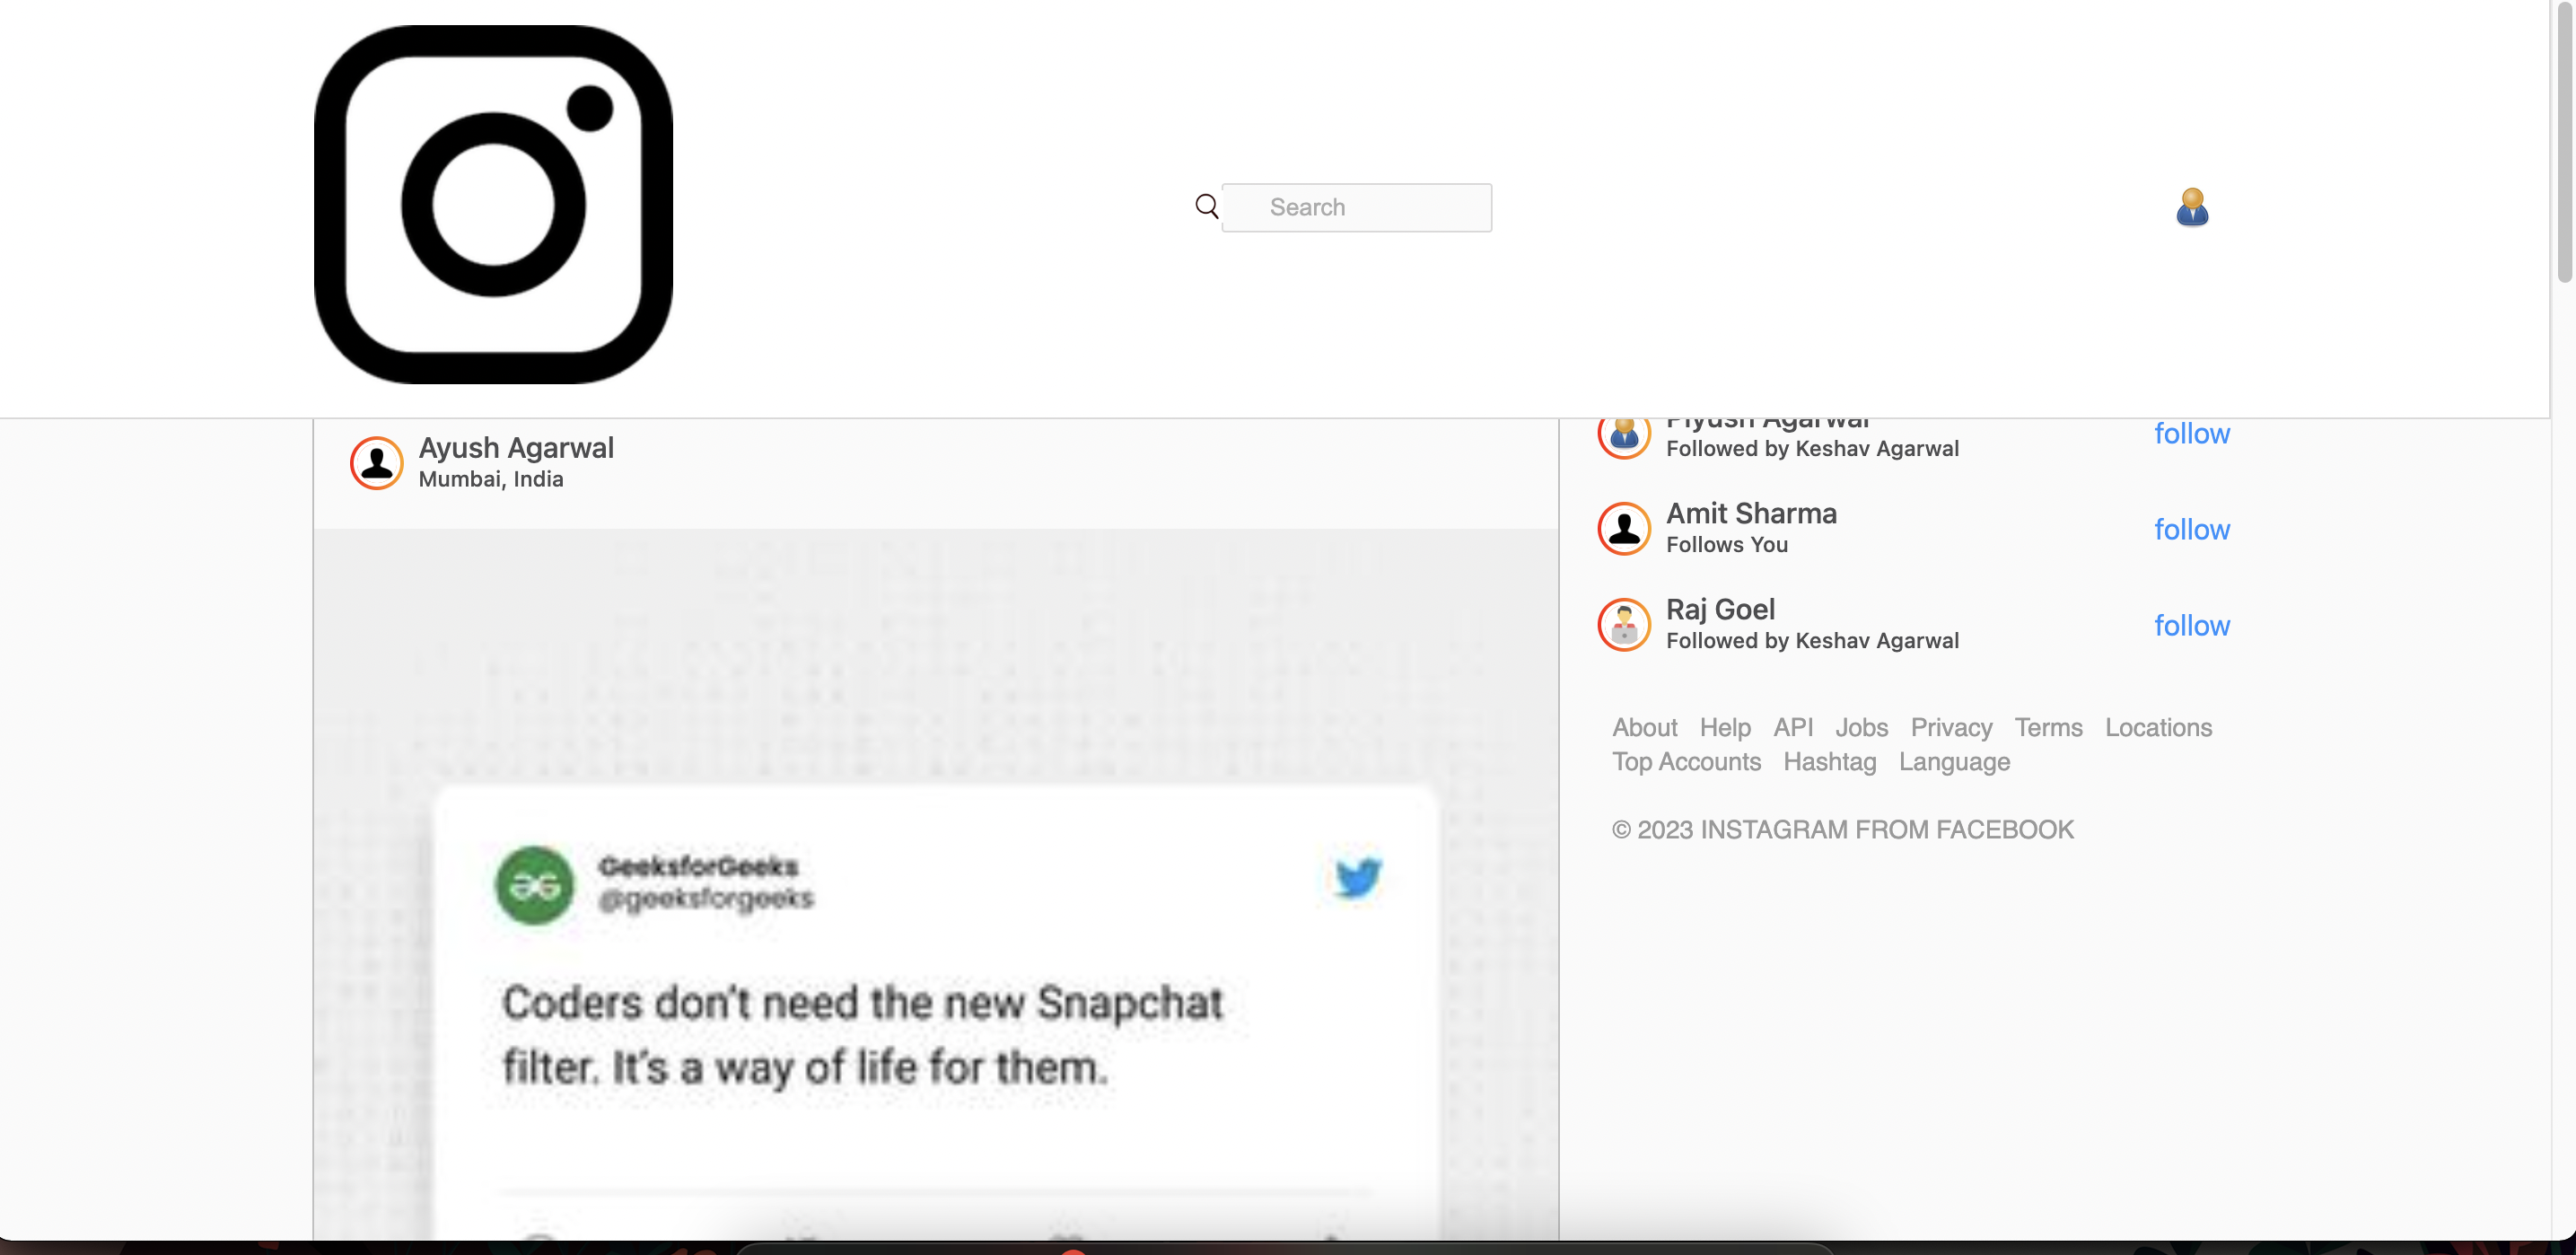 Search
Ayush Agarwal
Mumbai, India
GeeksforGeeks
@geeksforgeeks
Coders don't need the new Snapchat
filter. It's a way of life for them.
Piyush Agarwal
Followed by Keshav Agarwal
follow
Amit Sharma
Follows You
follow
Raj Goel
Followed by Keshav Agarwal
follow
About Help API Jobs Privacy Terms Locations
Top Accounts Hashtag Language
© 2023 INSTAGRAM FROM FACEBOOK